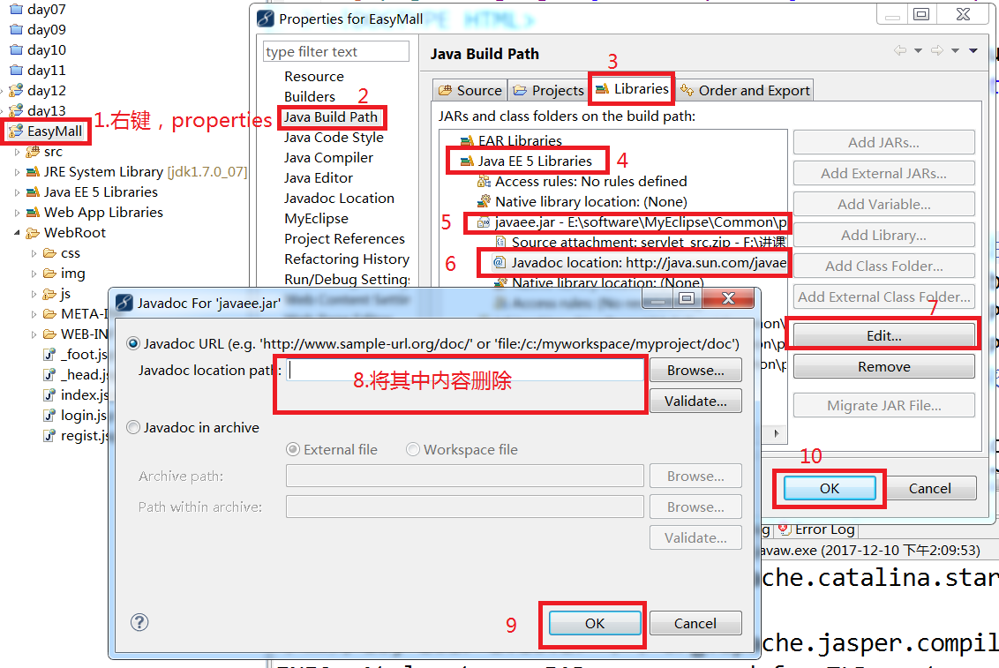 day07
day09
day10
day11
day12
day13
EasyMall
1.右键，properties
src
JRE System Library [jdk1.7.0_07]
Java EE 5 Libraries
Web App Libraries
WebRoot
css
img
js
META-I
WEB-IN
_foot.js
_head.js
index.js
login.js
regist.js
Properties for EasyMall
type filter text
Resource
Builders
2
Java Build Path
Java Code Style
Java Compiler
Java Editor
Javadoc Location
MyEclipse
Project References
Refactoring History
Run/Debug Settings
Java Build Path
3
Source
Projects
Libraries
Order and Export
JARs and class folders on the build path:
EAR Libraries
Java EE 5 Libraries
4
Access rules: No rules defined
Native library location: (None)
5
javaee.jar - E:\software\MyEclipse\Common\p
Source attachment: servlet_src.zip - F:\讲课
6
Javadoc location: http://java.sun.com/javaee
Native library location: (None)
Add JARs...
Add External JARs...
Add Variable...
Add Library...
Add Class Folder...
Add External Class Folder...
7
Edit...
Remove
Migrate JAR File...
10
OK
Cancel
Javadoc For 'javaee.jar'
Javadoc URL (e.g. 'http://www.sample-url.org/doc/' or 'file:/c:/myworkspace/myproject/doc')
Javadoc location path:
8.将其中内容删除
Browse...
Validate...
Javadoc in archive
External file
Workspace file
Archive path:
Browse...
Path within archive:
Browse...
Validate...
9
OK
Cancel
Error Log
avaw.exe (2017-12-10 下午2:09:53)
che.catalina.star
che.jasper.compil